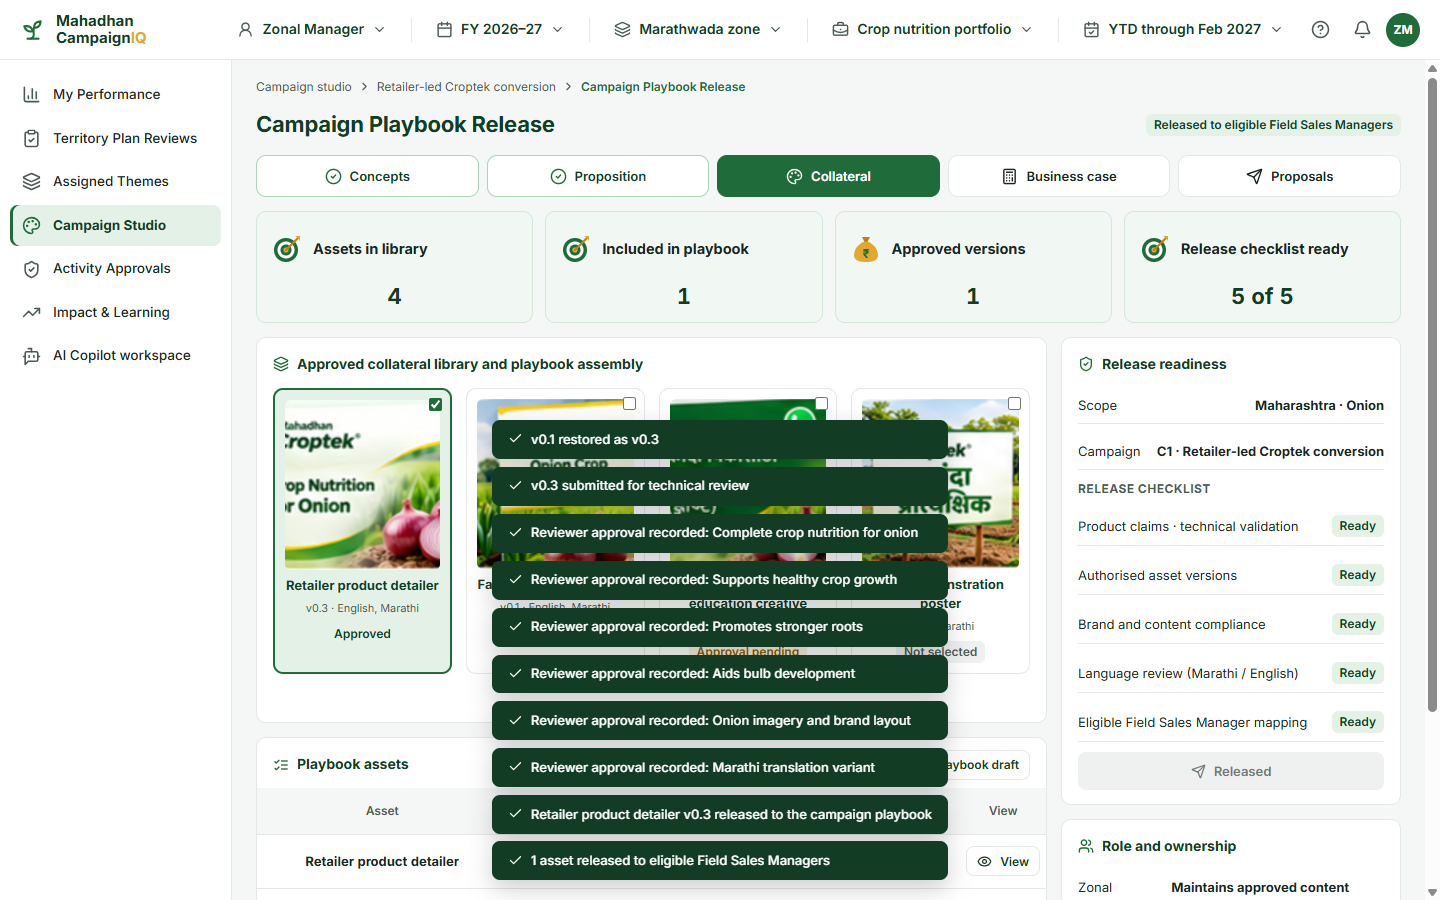 Mahadhan
CampaignIQ
Zonal Manager
FY 2026–27
Marathwada zone
Crop nutrition portfolio
YTD through Feb 2027
ZM
My Performance
Territory Plan Reviews
Assigned Themes
Campaign Studio
Activity Approvals
Impact & Learning
AI Copilot workspace
Campaign studio
Retailer-led Croptek conversion
Campaign Playbook Release
Campaign Playbook Release
Released to eligible Field Sales Managers
Concepts
Proposition
Collateral
Business case
Proposals
Assets in library
4
Included in playbook
1
Approved versions
1
Release checklist ready
5 of 5
Approved collateral library and playbook assembly
Croptek
Nutrition
Onion
Retailer product detailer
v0.3 · English, Marathi
Approved
Onion Crop
v0.1 · English, Marathi
education creative
Approval pending
poster
Not selected
v0.1 restored as v0.3
v0.3 submitted for technical review
Reviewer approval recorded: Complete crop nutrition for onion
Reviewer approval recorded: Supports healthy crop growth
Reviewer approval recorded: Promotes stronger roots
Reviewer approval recorded: Aids bulb development
Reviewer approval recorded: Onion imagery and brand layout
Reviewer approval recorded: Marathi translation variant
Retailer product detailer v0.3 released to the campaign playbook
1 asset released to eligible Field Sales Managers
Playbook assets
draft
Asset
View
Retailer product detailer
View
Release readiness
Scope
Maharashtra · Onion
Campaign
C1 · Retailer-led Croptek conversion
RELEASE CHECKLIST
Product claims · technical validation
Ready
Authorised asset versions
Ready
Brand and content compliance
Ready
Language review (Marathi / English)
Ready
Eligible Field Sales Manager mapping
Ready
Released
Role and ownership
Zonal
Maintains approved content